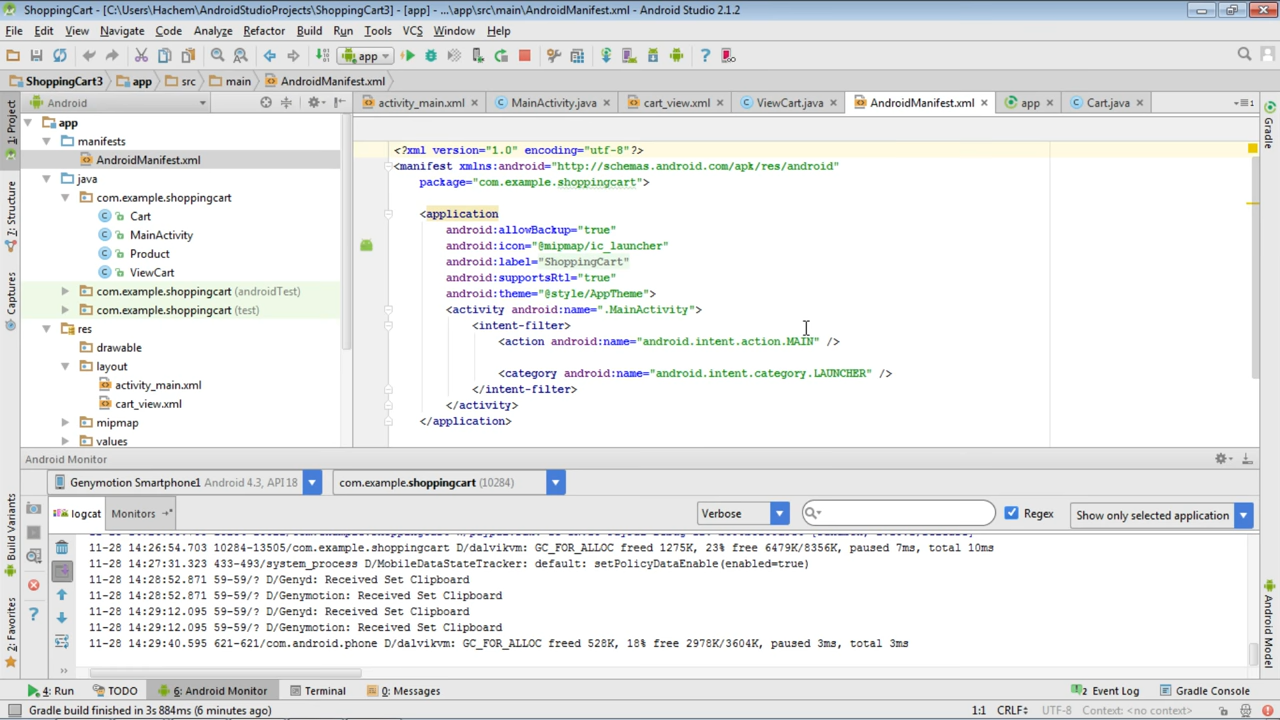 ShoppingCart - [C:\Users\Hachem\AndroidStudioProjects\ShoppingCart3] - [app] - ...\app\src\main\AndroidManifest.xml - Android Studio 2.1.2
File Edit View Navigate Code Analyze Refactor Build Run Tools VCS Window Help
app
ShoppingCart3 app src main AndroidManifest.xml
Android
activity_main.xml MainActivity.java cart_view.xml ViewCart.java AndroidManifest.xml app Cart.java
1: Project
Z: Structure
Captures
Build Variants
2: Favorites
app
manifests
AndroidManifest.xml
java
com.example.shoppingcart
Cart
MainActivity
Product
ViewCart
com.example.shoppingcart (androidTest)
com.example.shoppingcart (test)
res
drawable
layout
activity_main.xml
cart_view.xml
mipmap
values
<?xml version="1.0" encoding="utf-8"?>
<manifest xmlns:android="http://schemas.android.com/apk/res/android"
package="com.example.shoppingcart">
<application
android:allowBackup="true"
android:icon="@mipmap/ic_launcher"
android:label="ShoppingCart"
android:supportsRtl="true"
android:theme="@style/AppTheme">
<activity android:name=".MainActivity">
<intent-filter>
<action android:name="android.intent.action.MAIN" />
<category android:name="android.intent.category.LAUNCHER" />
</intent-filter>
</activity>
</application>
Gradle
Android Model
Android Monitor
Genymotion Smartphone1 Android 4.3, API 18
com.example.shoppingcart (10284)
logcat Monitors
Verbose
Regex
Show only selected application
11-28 14:26:54.703 10284-13505/com.example.shoppingcart D/dalvikvm: GC_FOR_ALLOC freed 1275K, 23% free 6479K/8356K, paused 7ms, total 10ms
11-28 14:27:31.323 433-493/system_process D/MobileDataStateTracker: default: setPolicyDataEnable(enabled=true)
11-28 14:28:52.871 59-59/? D/Genyd: Received Set Clipboard
11-28 14:28:52.871 59-59/? D/Genymotion: Received Set Clipboard
11-28 14:29:12.095 59-59/? D/Genyd: Received Set Clipboard
11-28 14:29:12.095 59-59/? D/Genymotion: Received Set Clipboard
11-28 14:29:40.595 621-621/com.android.phone D/dalvikvm: GC_FOR_ALLOC freed 528K, 18% free 2978K/3604K, paused 3ms, total 3ms
4: Run TODO 6: Android Monitor Terminal 0: Messages 2 Event Log Gradle Console
Gradle build finished in 3s 884ms (6 minutes ago) 1:1 CRLF UTF-8 Context: <no context>